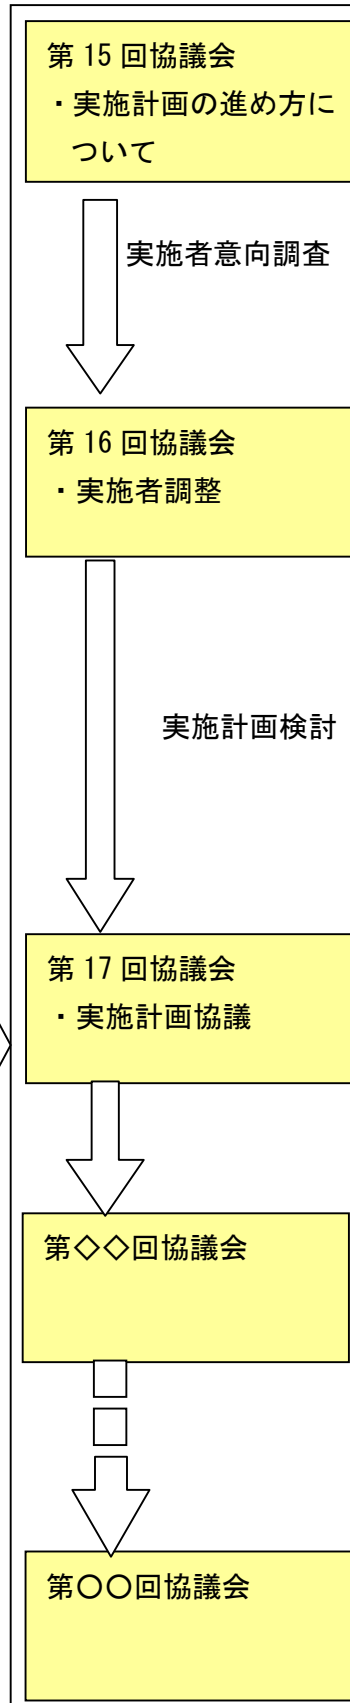 第 15 回協議会
・実施計画の進め方に
ついて
実施者意向調査
第 16 回協議会
・実施者調整
実施計画検討
第 17 回協議会
・実施計画協議
第◇◇回協議会
第〇〇回協議会